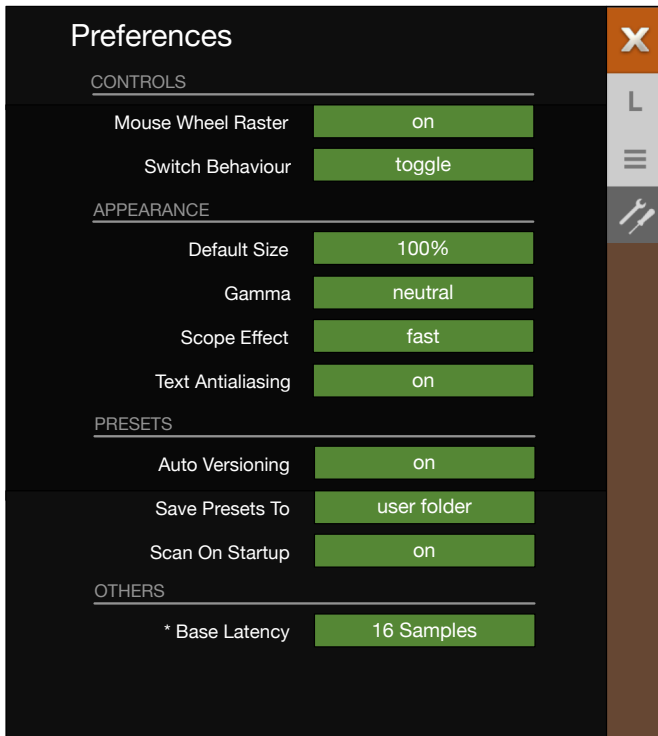 Preferences
X
CONTROLS
L
Mouse Wheel Raster on
Switch Behaviour toggle
APPEARANCE
Default Size 100%
Gamma neutral
Scope Effect fast
Text Antialiasing on
PRESETS
Auto Versioning on
Save Presets To user folder
Scan On Startup on
OTHERS
* Base Latency 16 Samples